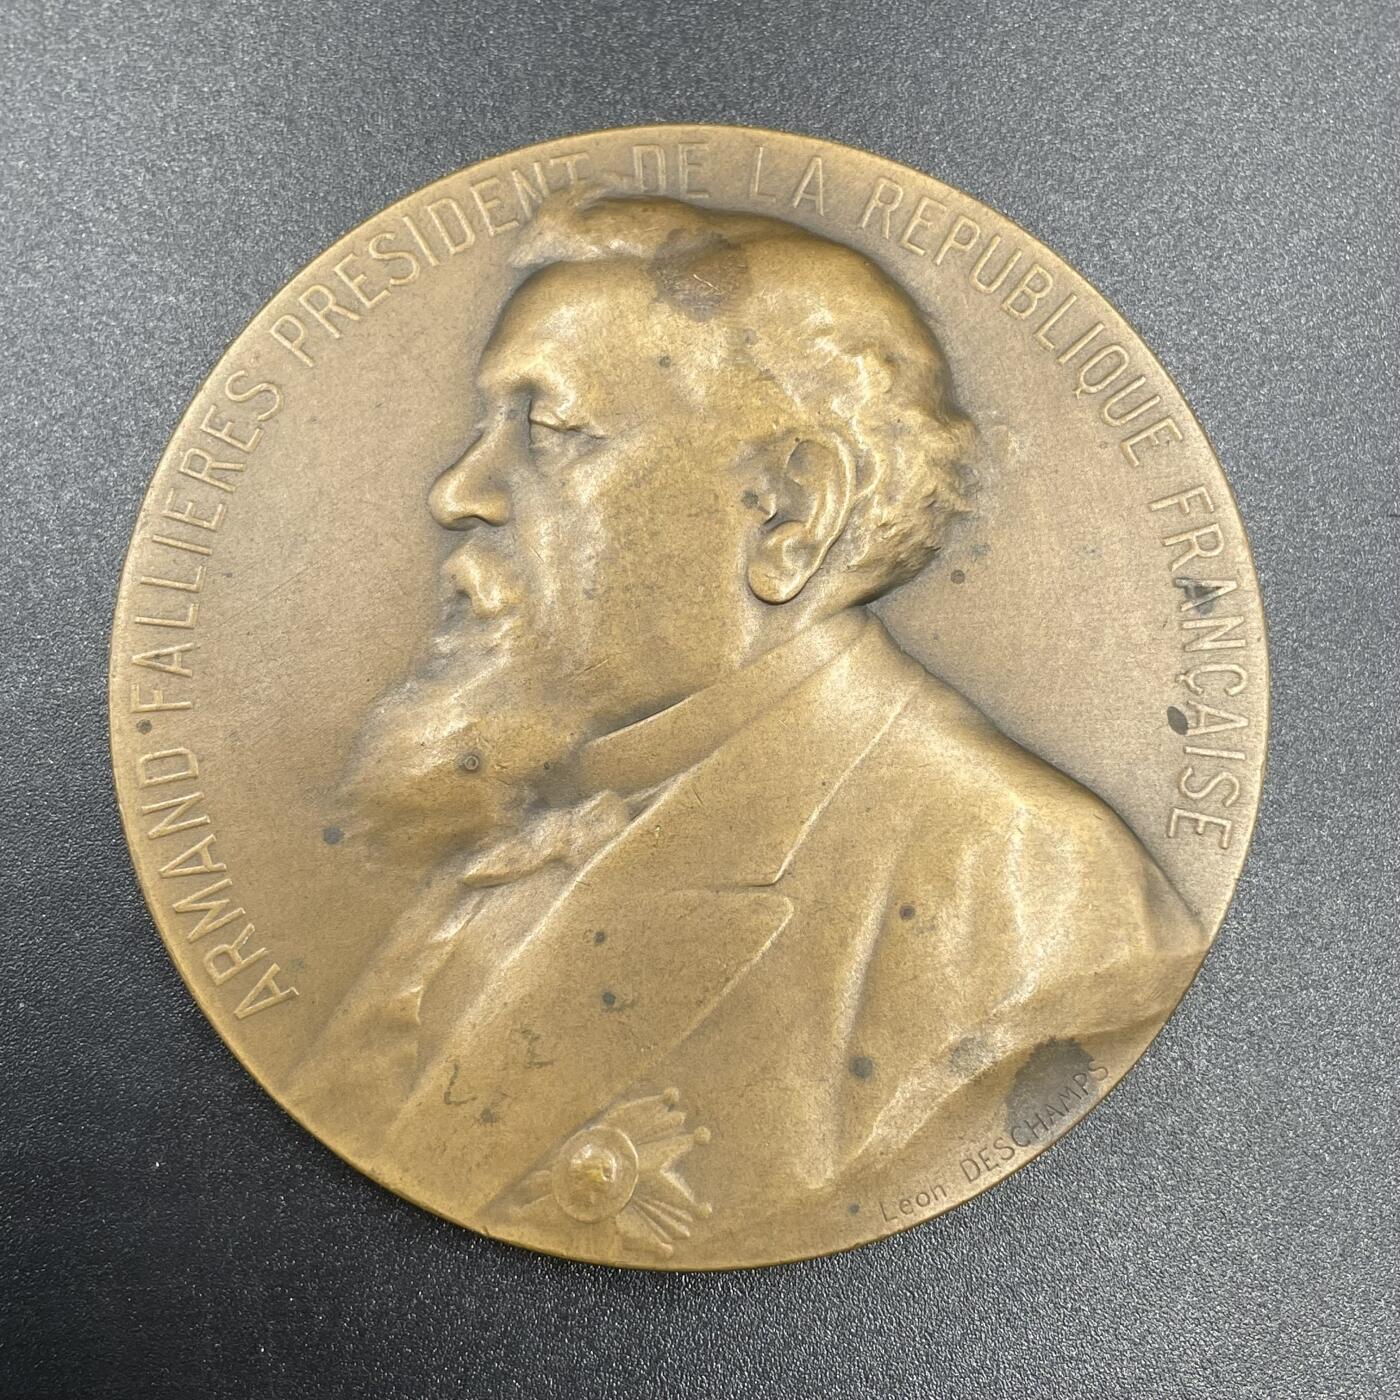 ARMAND FALLIERES PRESIDENT DE LA REPUBLIQUE FRANÇAISE
Leon DESCHAMPS